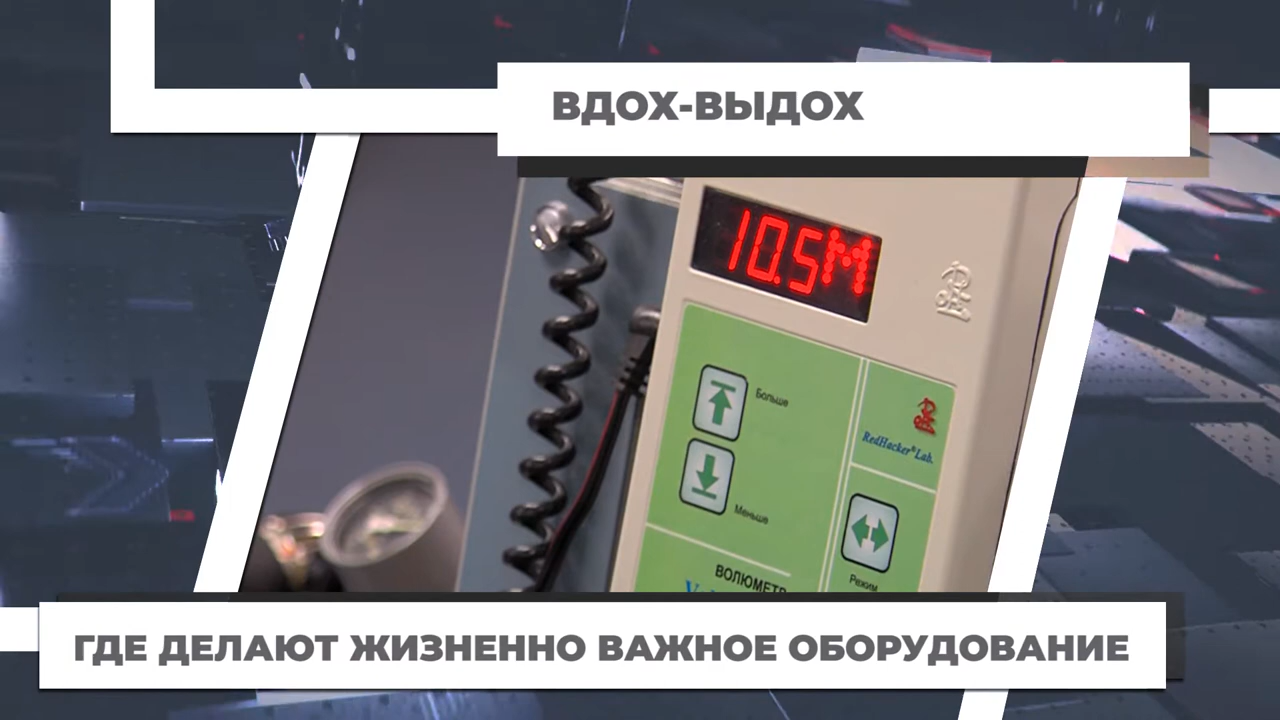 ВДОХ-ВЫДОХ
10.5M
Больше
RedHacker®Lab.
Меньше
ВОЛЮМЕТР
Режим
ГДЕ ДЕЛАЮТ ЖИЗНЕННО ВАЖНОЕ ОБОРУДОВАНИЕ